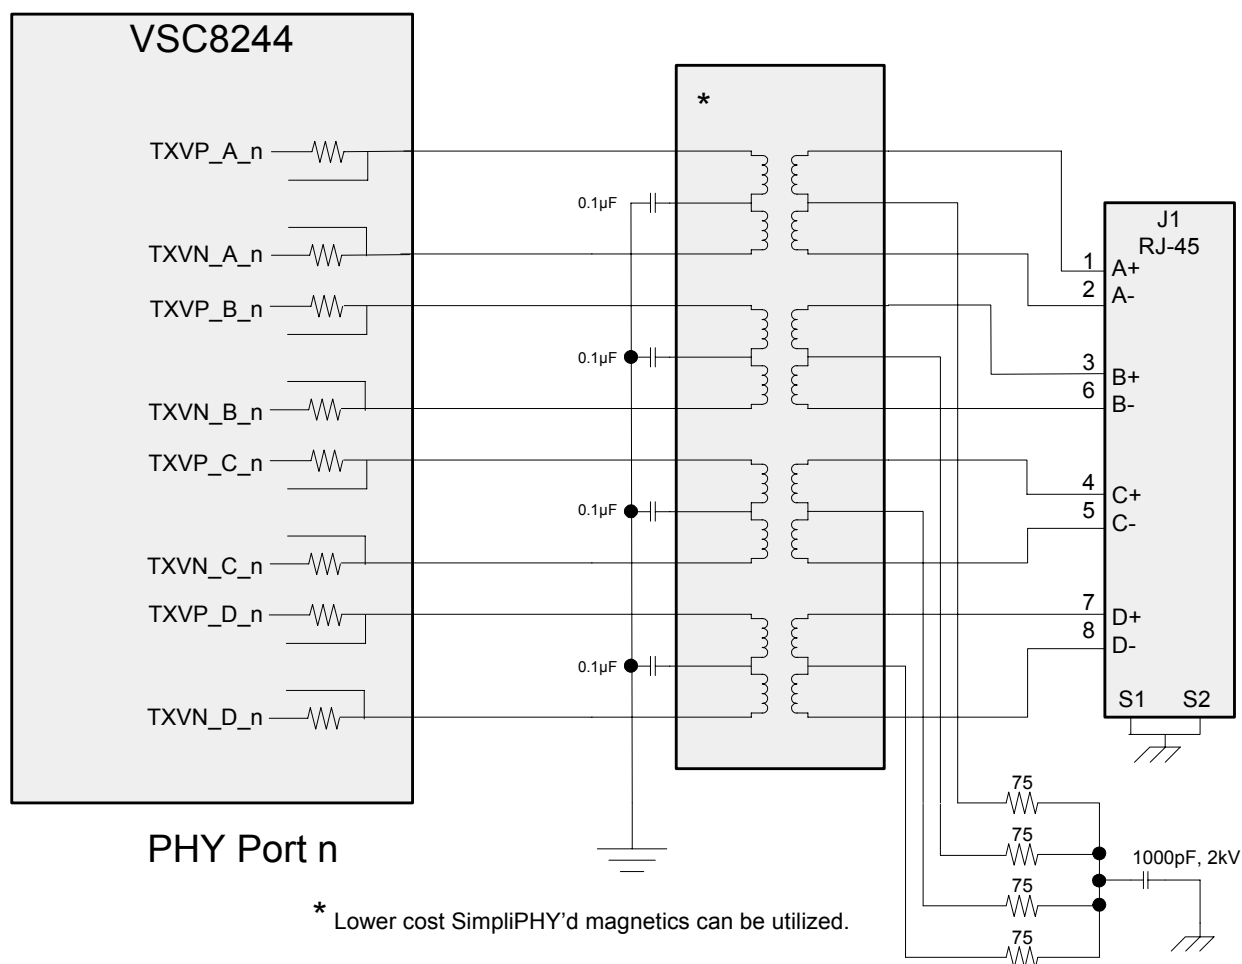 VSC8244
*
TXVP_A_n
0.1µF
TXVN_A_n
TXVP_B_n
0.1µF
TXVN_B_n
TXVP_C_n
0.1µF
TXVN_C_n
TXVP_D_n
0.1µF
TXVN_D_n
J1
RJ-45
1 A+
2 A-
3 B+
6 B-
4 C+
5 C-
7 D+
8 D-
S1 S2
75
75
75
75
1000pF, 2kV
PHY Port n
* Lower cost SimpliPHY'd magnetics can be utilized.